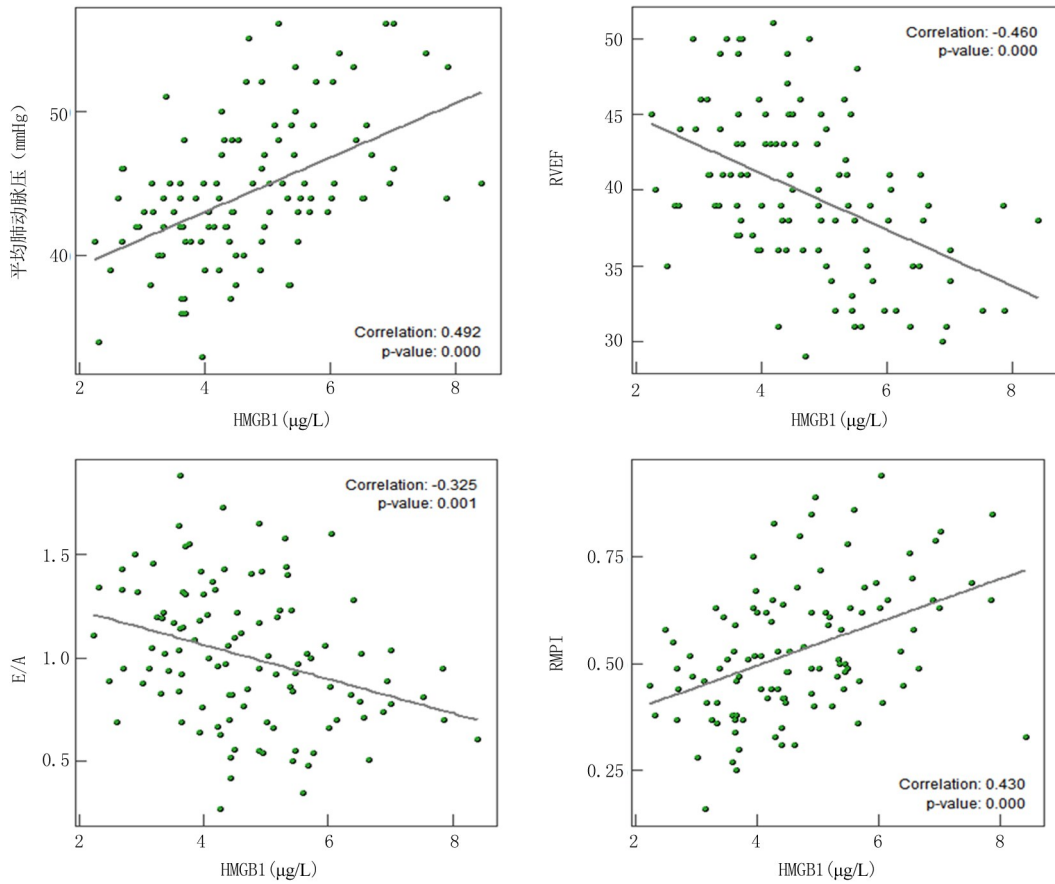 平均肺动脉压（mmHg）
50
40
Correlation: 0.492
p-value: 0.000
2 4 6 8
HMGB1(μg/L)
RVEF
50
45
40
35
30
Correlation: -0.460
p-value: 0.000
2 4 6 8
HMGB1(μg/L)
E/A
1.5
1.0
0.5
Correlation: -0.325
p-value: 0.001
2 4 6 8
HMGB1(μg/L)
RMPI
0.75
0.50
0.25
Correlation: 0.430
p-value: 0.000
2 4 6 8
HMGB1(μg/L)